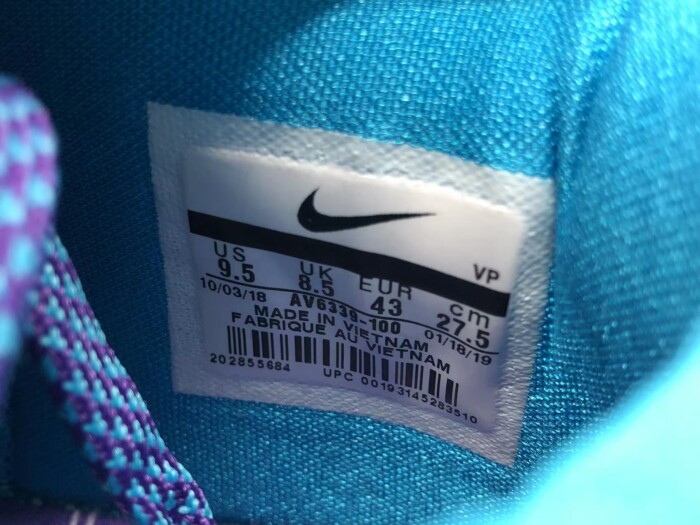 VP
US UK EUR cm
9.5 8.5 43 27.5
10/03/18 AV6339-100 01/18/19
MADE IN VIETNAM
FABRIQUE AU VIETNAM
202855684 UPC 00193145283510